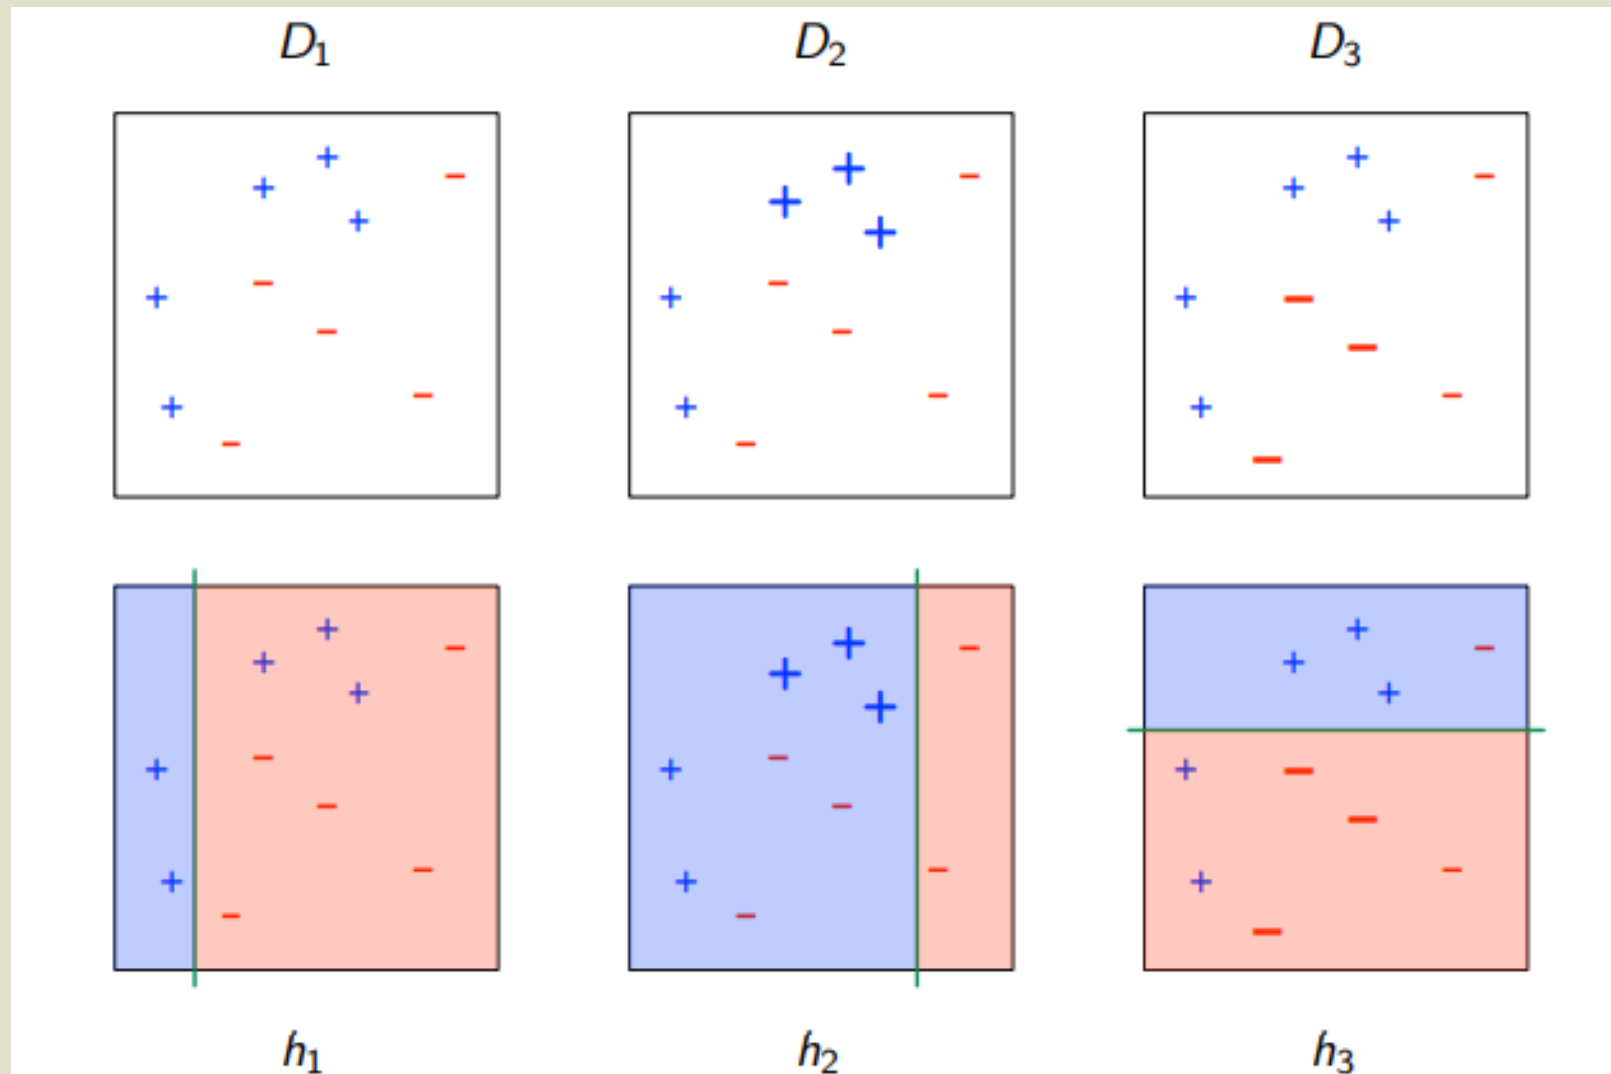 D₁ D₂ D₃
h₁ h₂ h₃